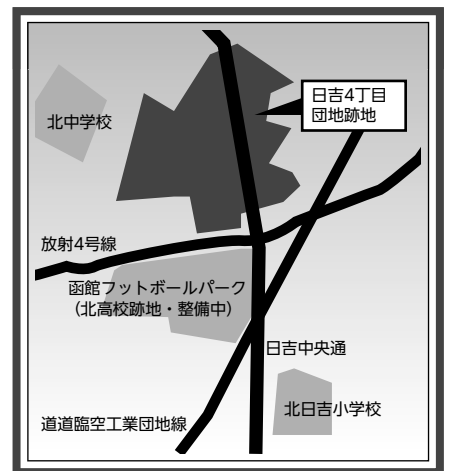 日吉4丁目
団地跡地
北中学校
放射4号線
函館フットボールパーク
（北高校跡地・整備中）
日吉中央通
北日吉小学校
道道臨空工業団地線